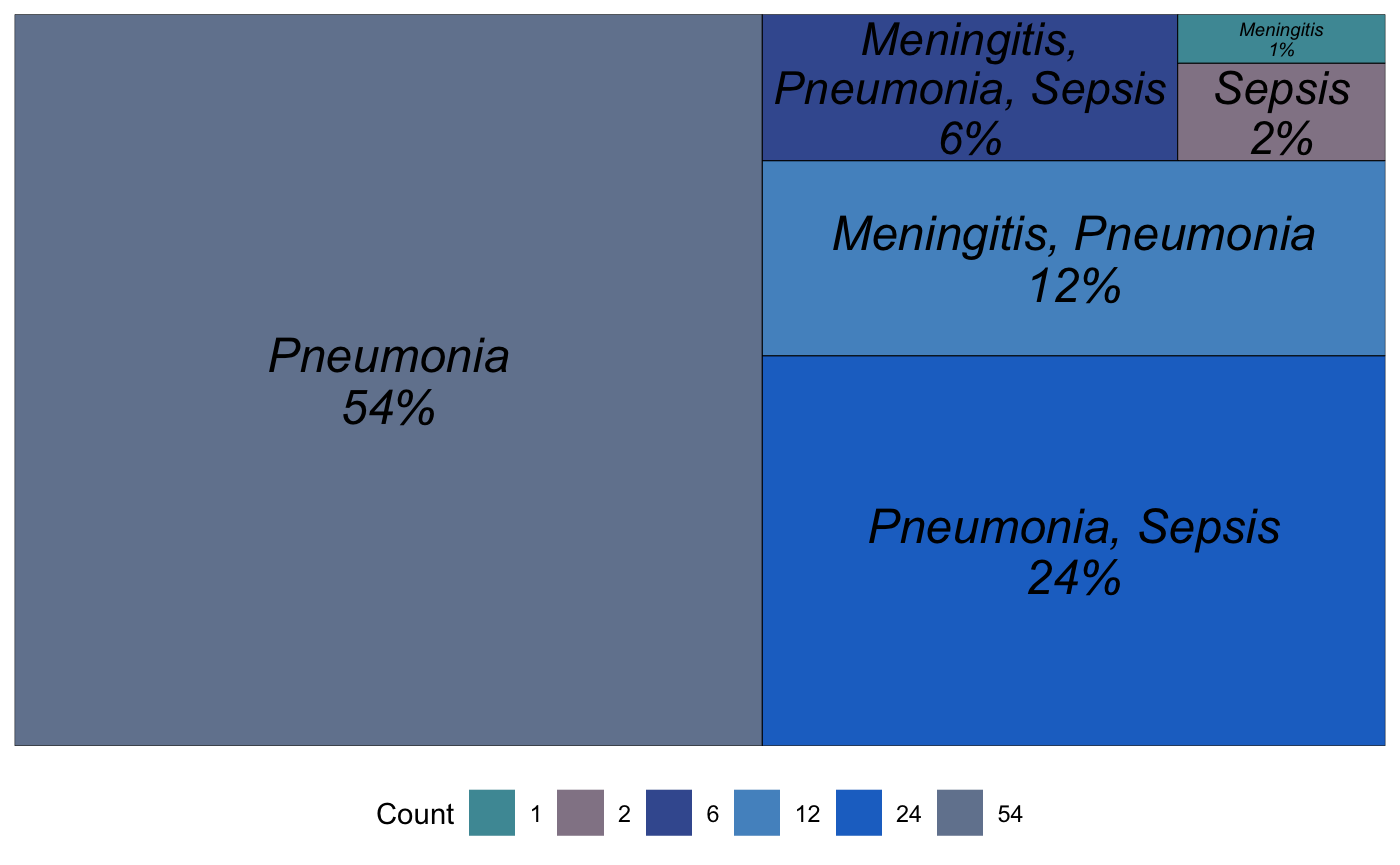 Meningitis,
Pneumonia, Sepsis
6%
Meningitis
1%
Sepsis
2%
Meningitis, Pneumonia
12%
Pneumonia
54%
Pneumonia, Sepsis
24%
Count 1 2 6 12 24 54